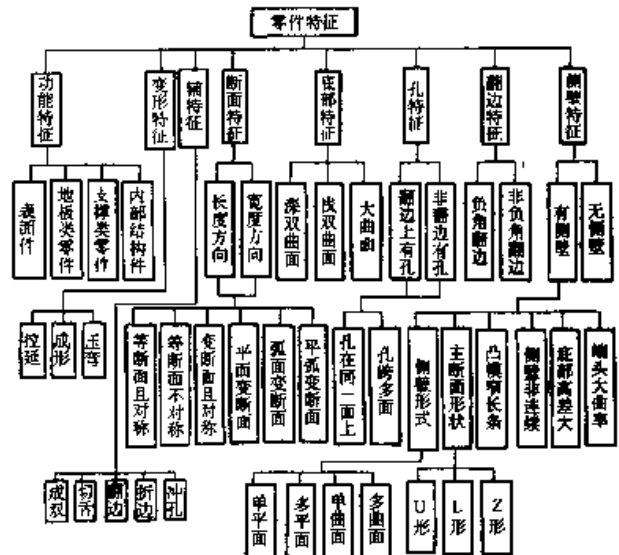 零件特征
功能特征
变形特征
辅特征
断面特征
底部特征
孔特征
翻边特征
侧壁特征
表面件
地板类零件
支撑类零件
内部结构件
长度方向
宽度方向
深双曲面
浅双曲面
大曲面
翻边上有孔
非翻边有孔
负角翻边
非负角翻边
有侧壁
无侧壁
拉延
成形
压弯
等断面且对称
等断面不对称
变断面且对称
平面变断面
弧面变断面
平弧变断面
孔在同一面上
孔跨多面
侧壁形式
主断面形状
凸模窄长条
侧壁非连续
底部高差大
端头大曲率
成双
切舌
翻边
折边
冲孔
单平面
多平面
单曲面
多曲面
U形
L形
Z形